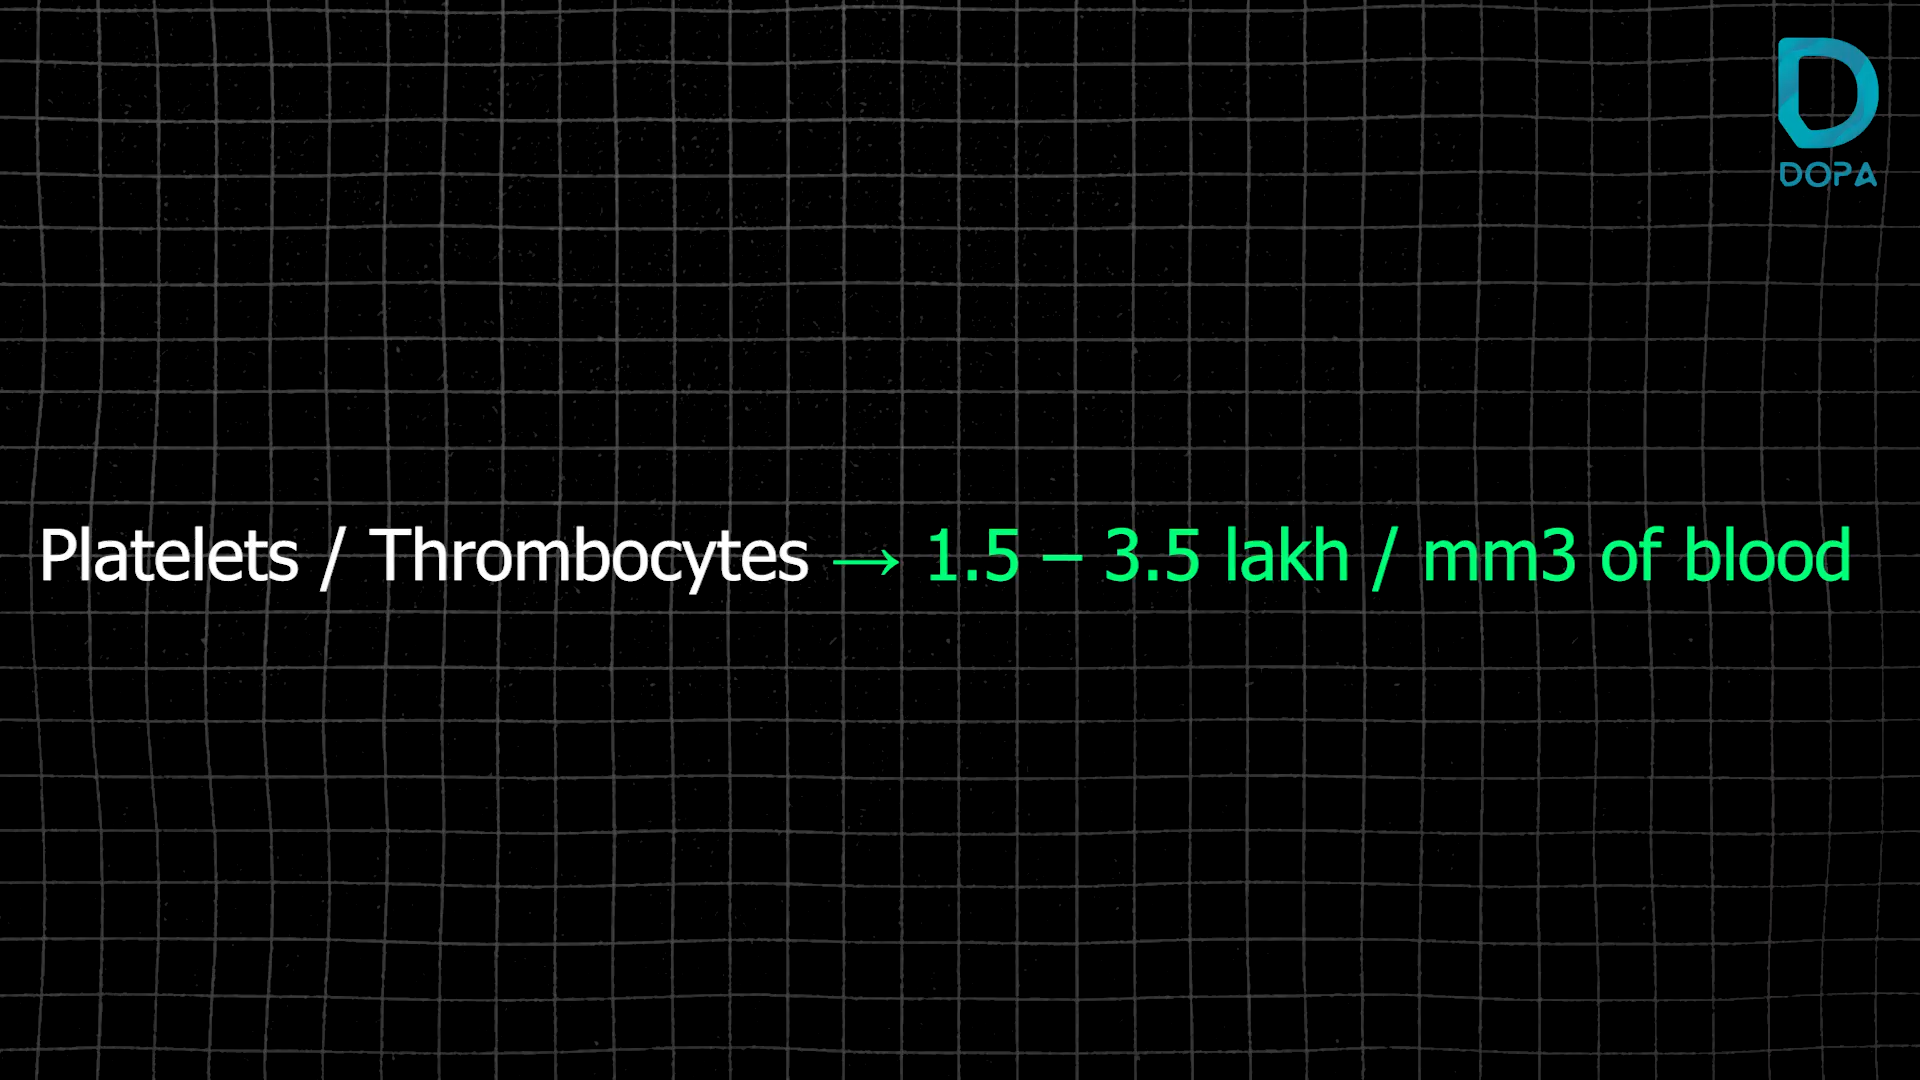 DOPA
Platelets / Thrombocytes → 1.5 – 3.5 lakh / mm3 of blood